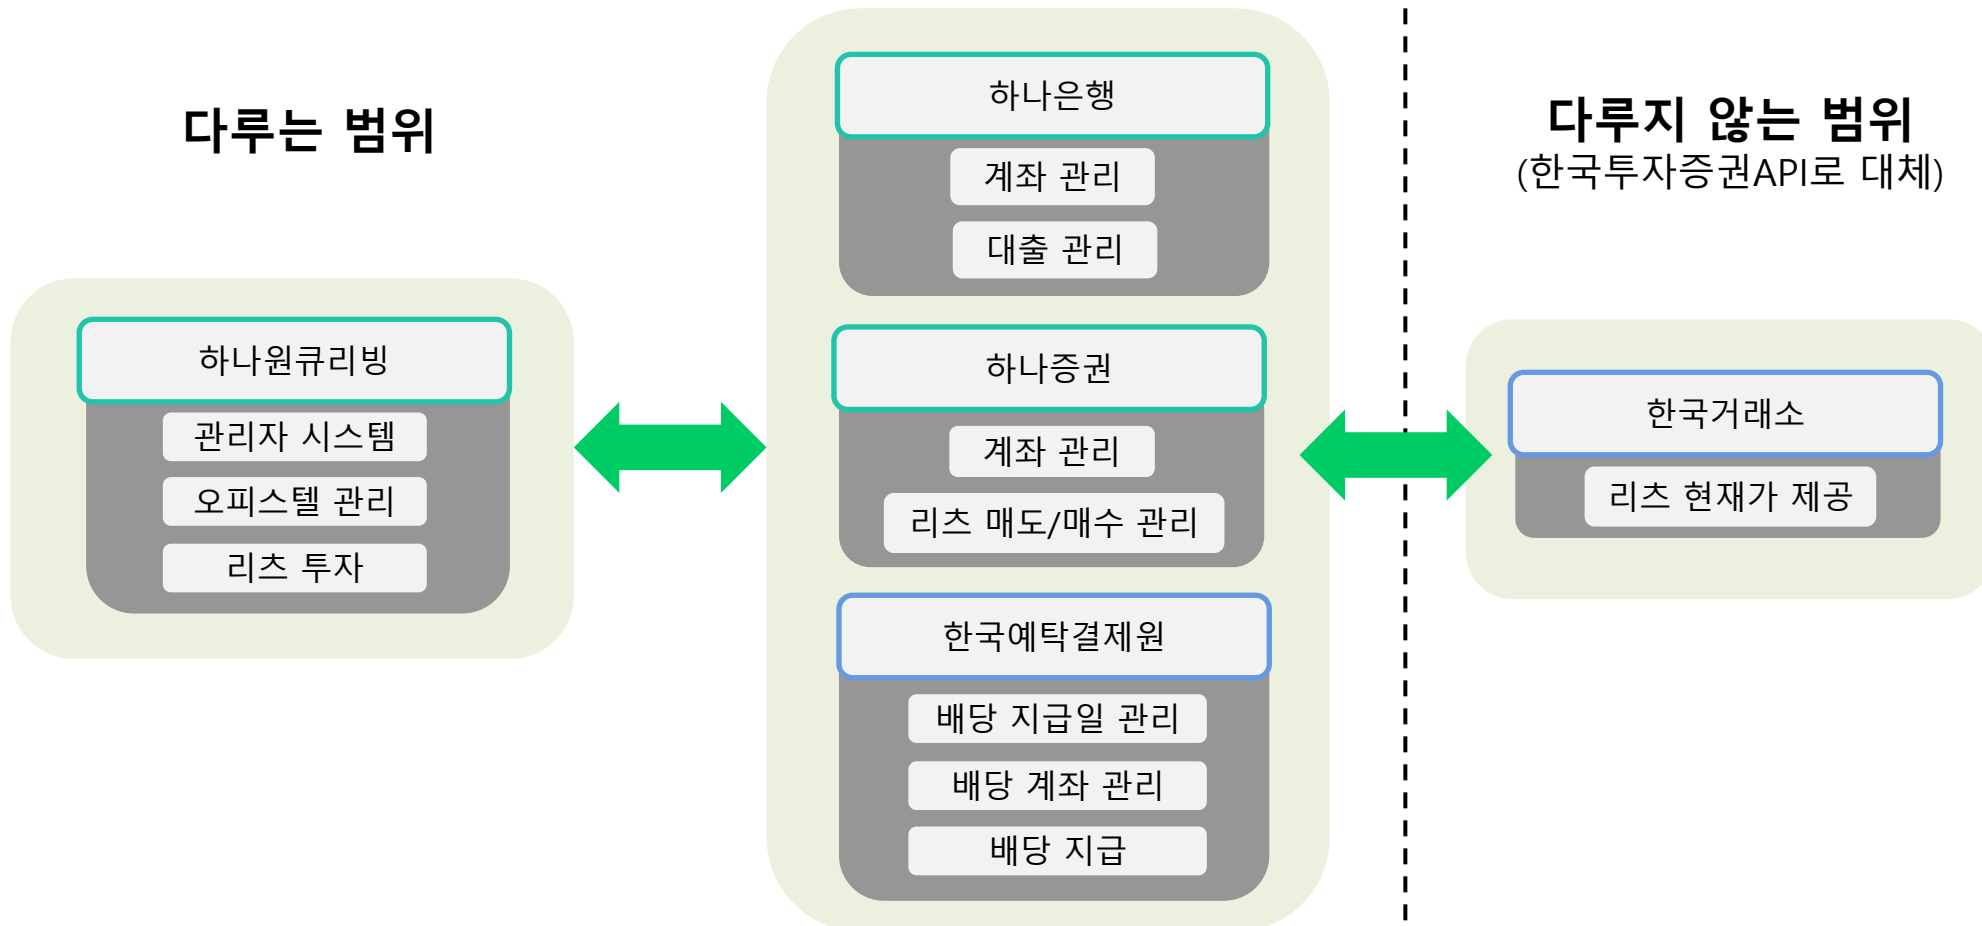 다루는 범위
하나원큐리빙
관리자 시스템
오피스텔 관리
리츠 투자
하나은행
계좌 관리
대출 관리
하나증권
계좌 관리
리츠 매도/매수 관리
한국예탁결제원
배당 지급일 관리
배당 계좌 관리
배당 지급
다루지 않는 범위
(한국투자증권API로 대체)
한국거래소
리츠 현재가 제공